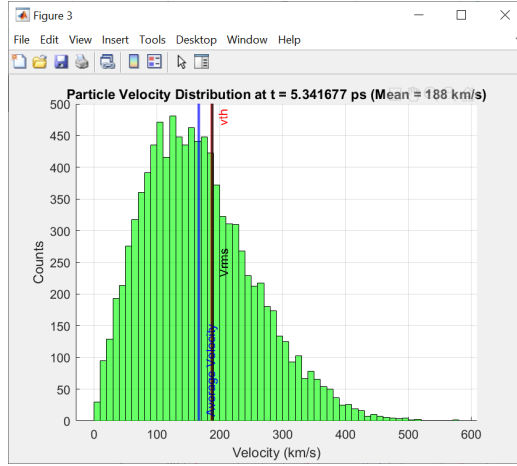 Figure 3
File Edit View Insert Tools Desktop Window Help
Particle Velocity Distribution at t = 5.341677 ps (Mean = 188 km/s)
500
450
400
350
300
250
200
150
100
50
0
Counts
vth
Vrms
Average Velocity
0 100 200 300 400 500 600
Velocity (km/s)